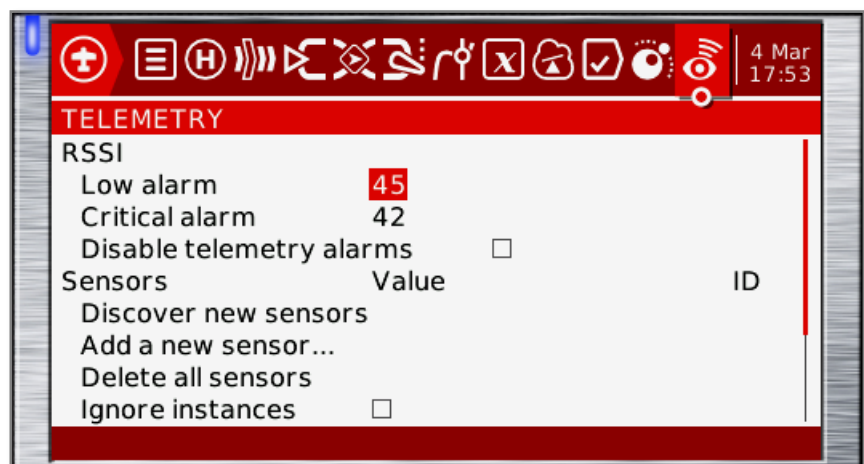 H x 4 Mar
17:53
TELEMETRY
RSSI
Low alarm 45
Critical alarm 42
Disable telemetry alarms
Sensors Value ID
Discover new sensors
Add a new sensor...
Delete all sensors
Ignore instances